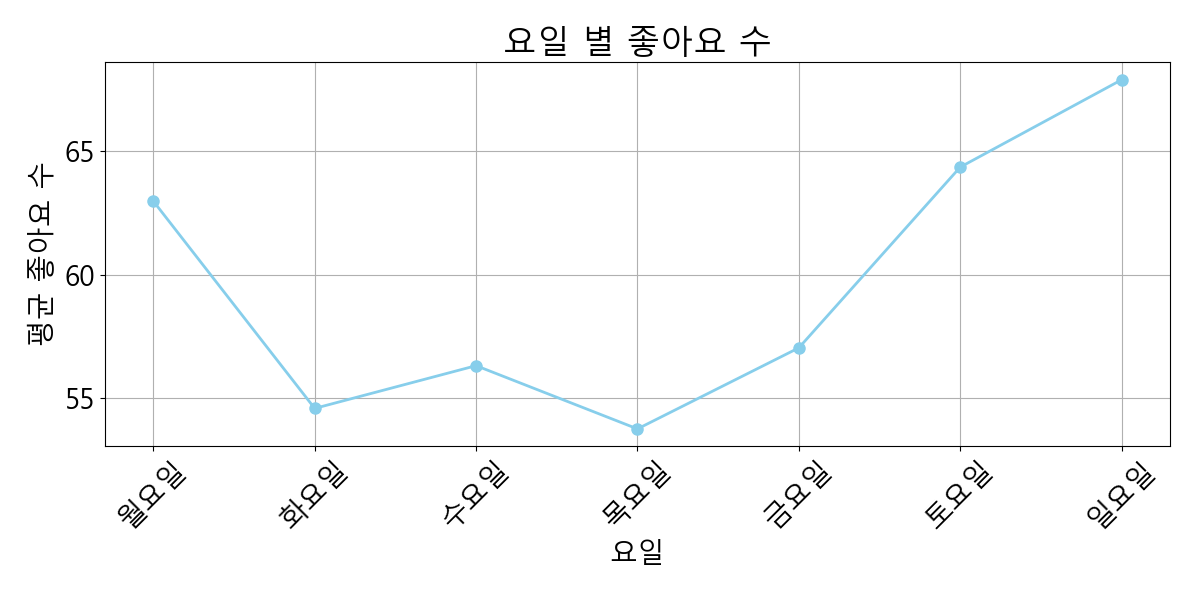 요일 별 좋아요 수
평균 좋아요 수
65
60
55
월요일
화요일
수요일
목요일
금요일
토요일
일요일
요일